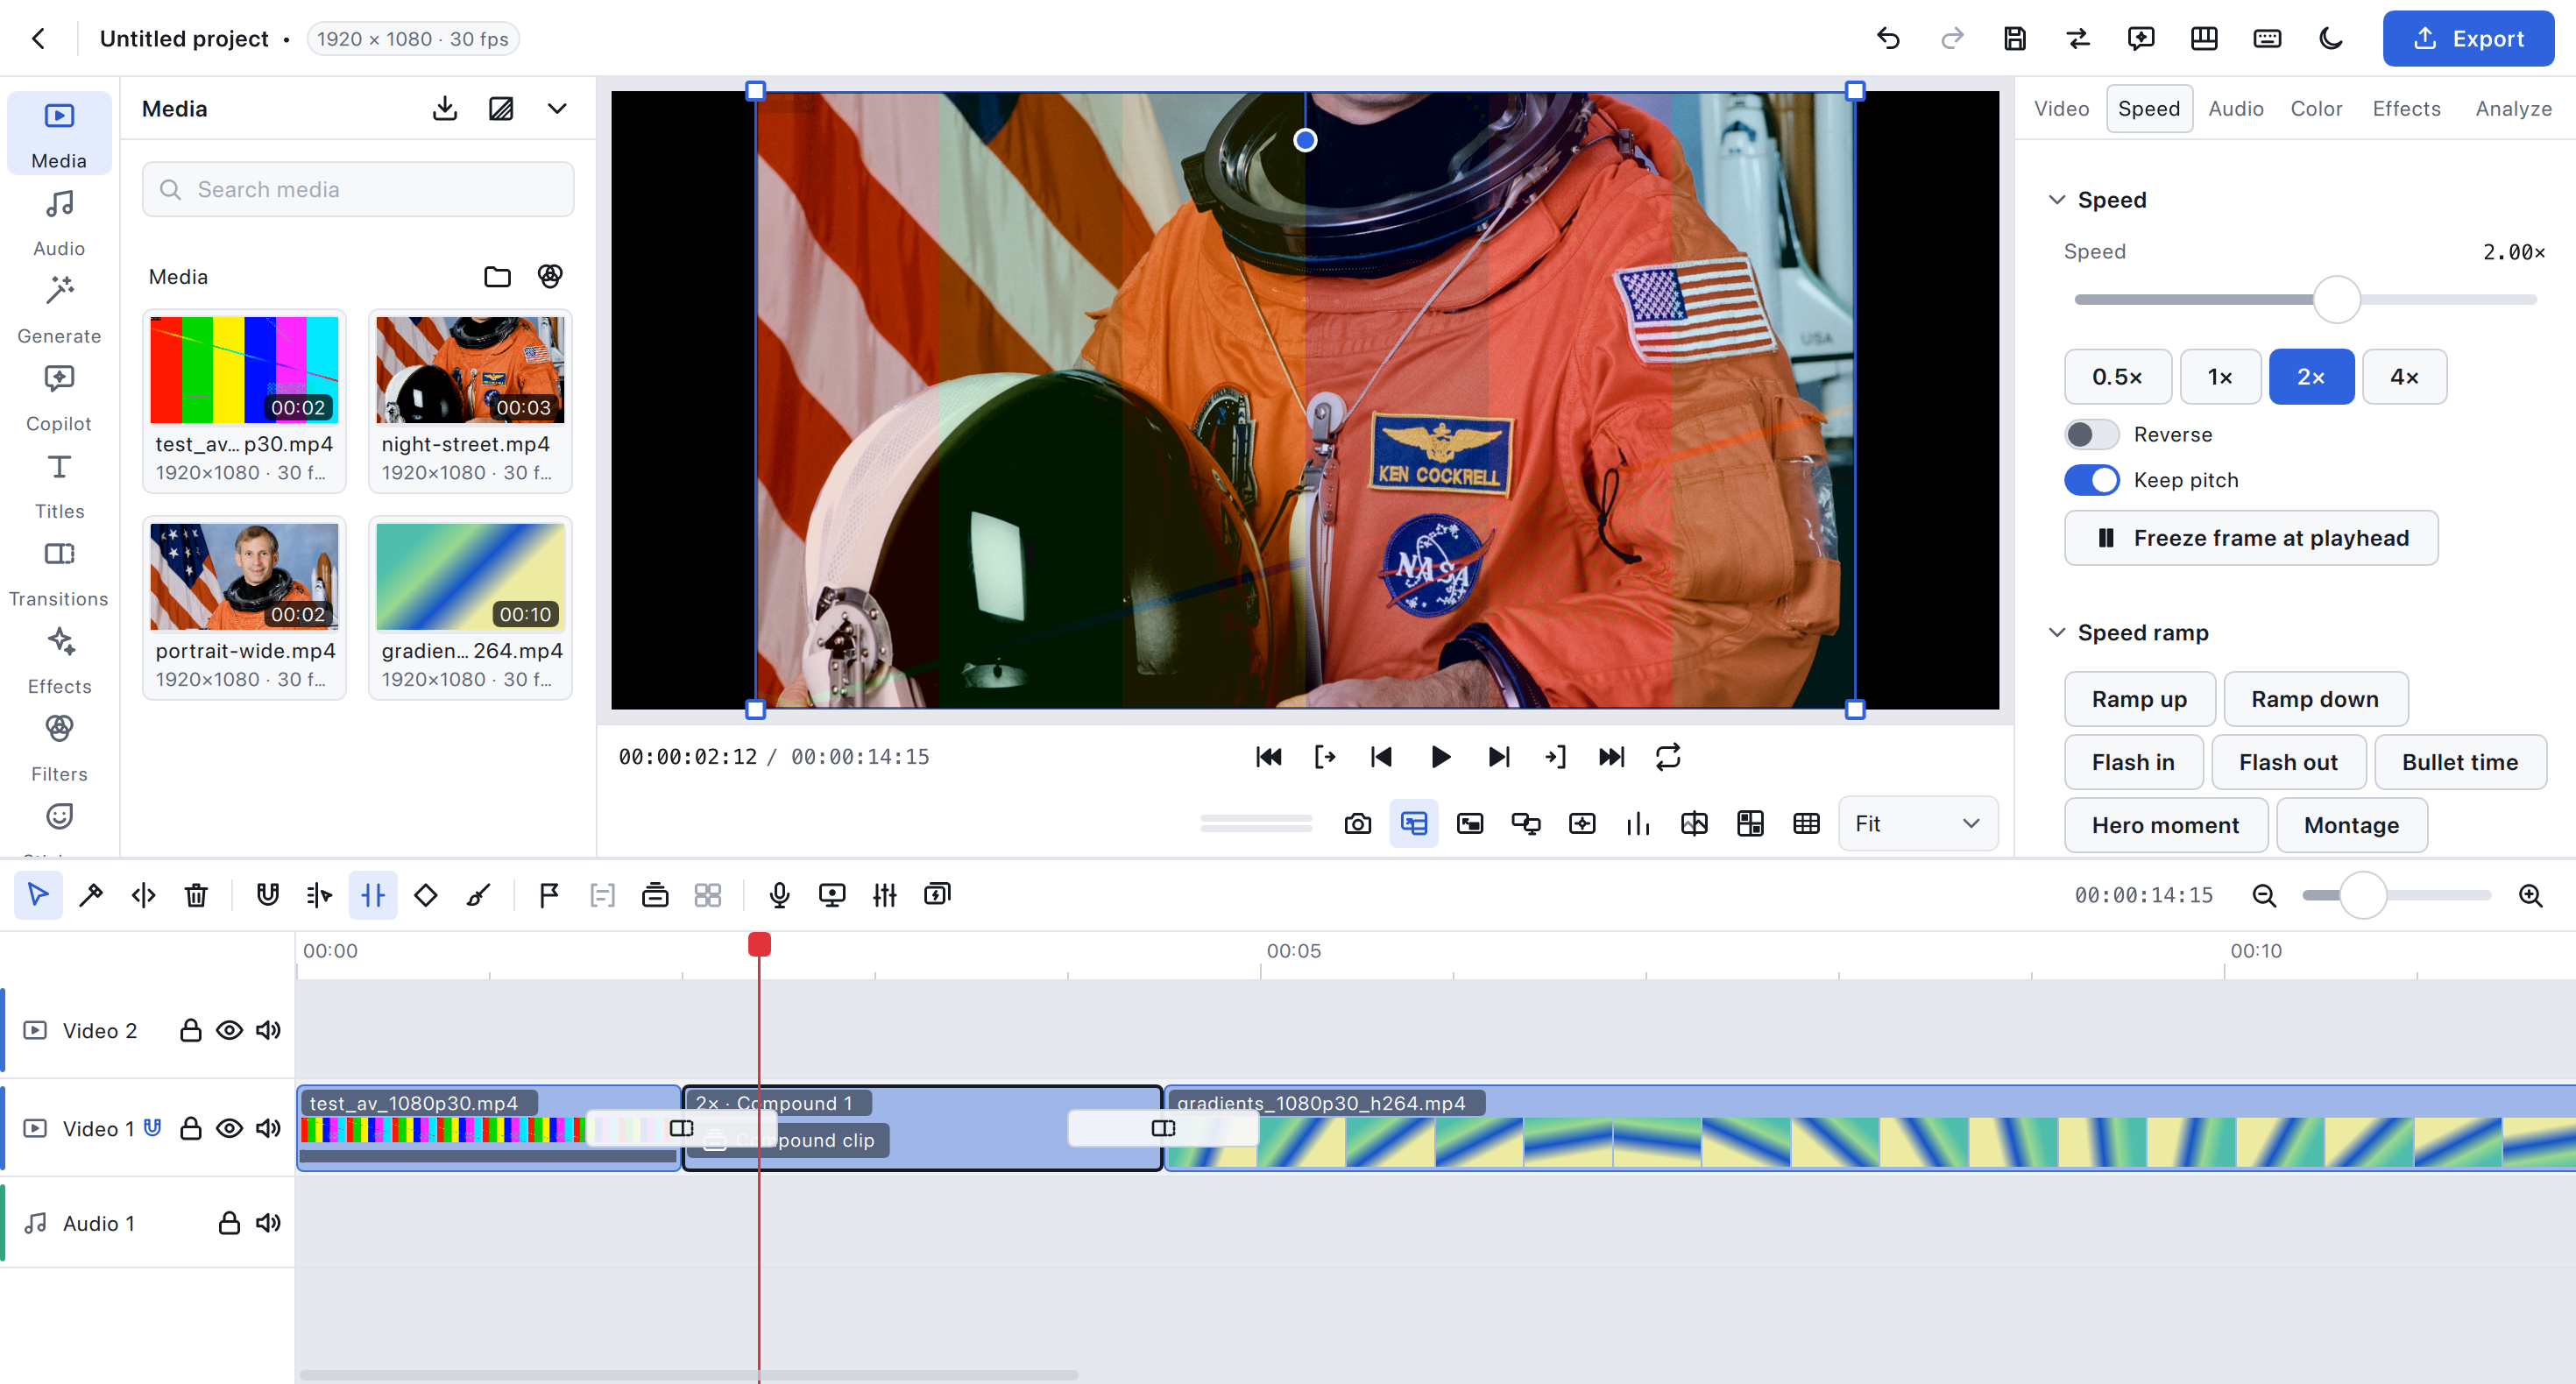 Untitled project •
1920 × 1080 · 30 fps
Export
Media
Audio
Generate
Copilot
Titles
Transitions
Effects
Filters
Media
Search media
Media
00:02
test_av... p30.mp4
1920×1080 · 30 f...
00:03
night-street.mp4
1920×1080 · 30 f...
00:02
portrait-wide.mp4
1920×1080 · 30 f...
00:10
gradien... 264.mp4
1920×1080 · 30 f...
USA
KEN COCKRELL
NASA
00:00:02:12 / 00:00:14:15
Fit
Video
Speed
Audio
Color
Effects
Analyze
Speed
Speed
2.00×
0.5×
1×
2×
4×
Reverse
Keep pitch
Freeze frame at playhead
Speed ramp
Ramp up
Ramp down
Flash in
Flash out
Bullet time
Hero moment
Montage
00:00:14:15
00:00
00:05
00:10
Video 2
Video 1
Audio 1
test_av_1080p30.mp4
2× · Compound 1
Compound clip
gradients_1080p30_h264.mp4